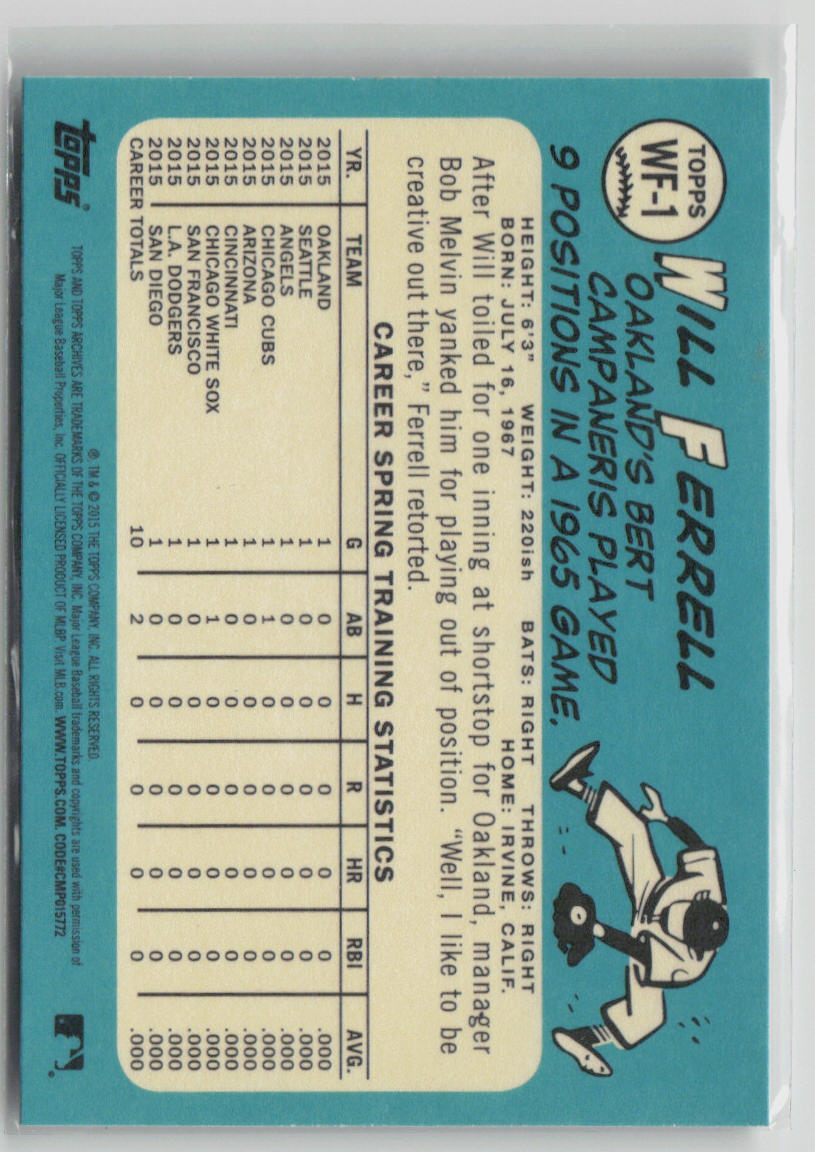 TOPPS
WF-1
WILL FERRELL
OAKLAND'S BERT
CAMPANERIS PLAYED
9 POSITIONS IN A 1965 GAME.
HEIGHT: 6'3" WEIGHT: 220ish BATS: RIGHT THROWS: RIGHT
BORN: JULY 16, 1967 HOME: IRVINE, CALIF.
After Will toiled for one inning at shortstop for Oakland, manager
Bob Melvin yanked him for playing out of position. “Well, I like to be
creative out there,” Ferrell retorted.
CAREER SPRING TRAINING STATISTICS
YR. TEAM G AB H R HR RBI AVG.
2015 OAKLAND 1 0 0 0 0 0 .000
2015 SEATTLE 1 0 0 0 0 0 .000
2015 ANGELS 1 0 0 0 0 0 .000
2015 CHICAGO CUBS 1 1 0 0 0 0 .000
2015 ARIZONA 1 0 0 0 0 0 .000
2015 CINCINNATI 1 0 0 0 0 0 .000
2015 CHICAGO WHITE SOX 1 1 0 0 0 0 .000
2015 SAN FRANCISCO 1 0 0 0 0 0 .000
2015 L.A. DODGERS 1 0 0 0 0 0 .000
2015 SAN DIEGO 1 0 0 0 0 0 .000
CAREER TOTALS 10 2 0 0 0 0 .000
®, TM & © 2015 THE TOPPS COMPANY, INC. ALL RIGHTS RESERVED.
TOPPS AND TOPPS ARCHIVES ARE TRADEMARKS OF THE TOPPS COMPANY, INC. Major League Baseball trademarks and copyrights are used with permission of
Major League Baseball Properties, Inc. OFFICIALLY LICENSED PRODUCT OF MLBP. Visit MLB.com. WWW.TOPPS.COM. CODE#CMP015772
topps®